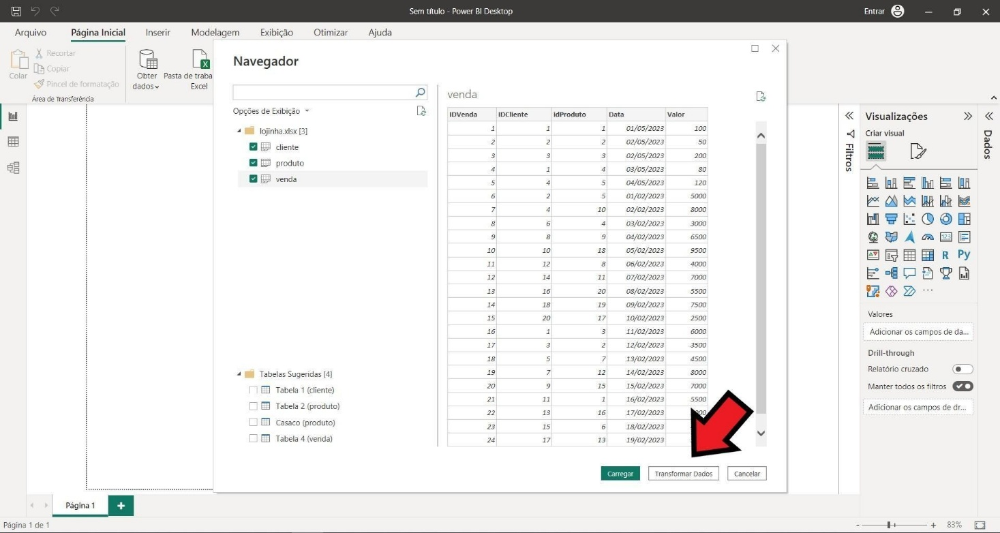 Sem título - Power BI Desktop
Entrar
Arquivo
Página Inicial
Inserir
Modelagem
Exibição
Otimizar
Ajuda
Colar
Recortar
Copiar
Pincel de formatação
Área de Transferência
Obter dados
Pasta de traba
Excel
Navegador
Opções de Exibição
lojinha.xlsx [3]
cliente
produto
venda
Tabelas Sugeridas [4]
Tabela 1 (cliente)
Tabela 2 (produto)
Casaco (produto)
Tabela 4 (venda)
venda
IDVenda IDCliente idProduto Data Valor
1 1 1 01/05/2023 100
2 2 2 02/05/2023 50
3 3 3 02/05/2023 200
4 1 4 03/05/2023 80
5 4 5 04/05/2023 120
6 2 5 01/02/2023 5000
7 4 10 02/02/2023 8000
8 6 4 03/02/2023 3000
9 8 9 04/02/2023 6500
10 10 18 05/02/2023 9500
11 12 8 06/02/2023 4000
12 14 11 07/02/2023 7000
13 16 20 08/02/2023 5500
14 18 19 09/02/2023 7500
15 20 17 10/02/2023 2500
16 1 3 11/02/2023 6000
17 3 2 12/02/2023 3500
18 5 7 13/02/2023 4500
19 7 12 14/02/2023 8000
20 9 15 15/02/2023 7000
21 11 1 16/02/2023 5500
22 13 16 17/02/2023
23 15 6 18/02/2023
24 17 13 19/02/2023
Carregar
Transformar Dados
Cancelar
Filtros
Visualizações
Criar visual
123
R
Py
Valores
Adicionar os campos de da...
Drill-through
Relatório cruzado
Manter todos os filtros
Adicionar os campos de dr...
Dados
Página 1
Página 1 de 1
83%